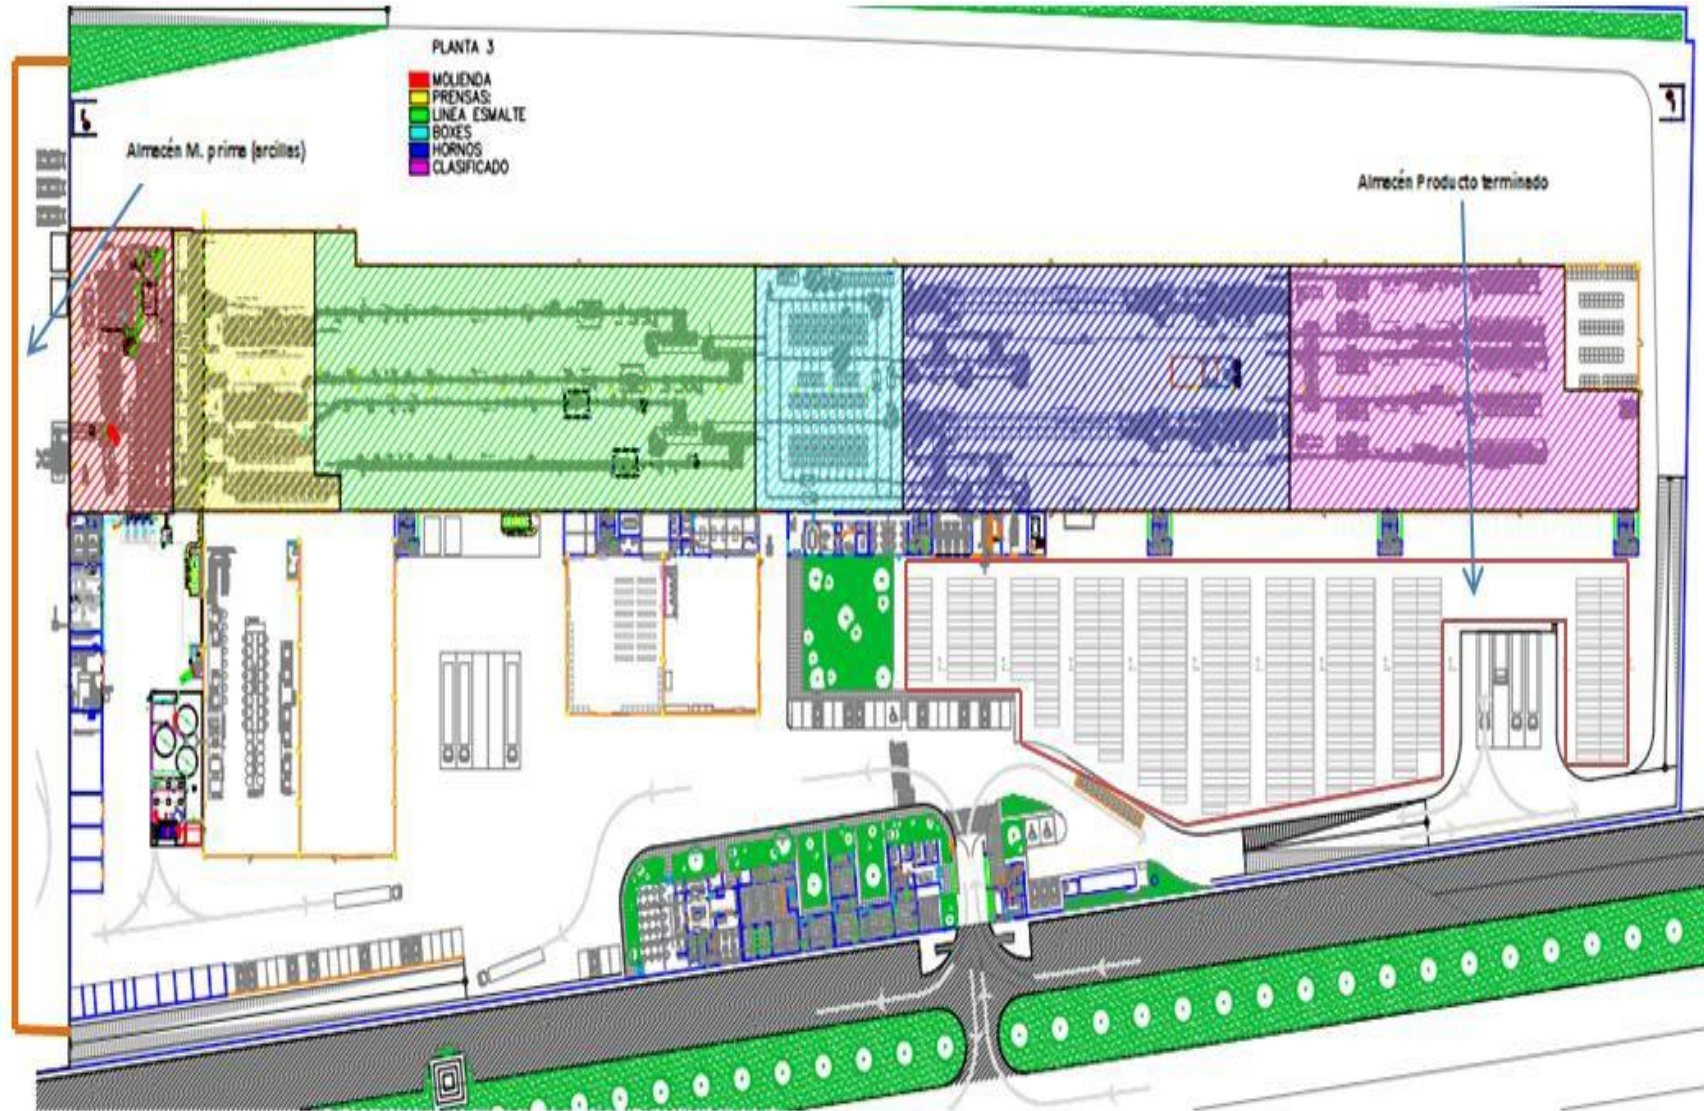 PLANTA 3
MOLIENDA
PRENSAS:
LINEA ESMALTE
BOXES
HORNOS
CLASIFICADO
Almacén M. prima (arcillas)
Almacén Producto terminado